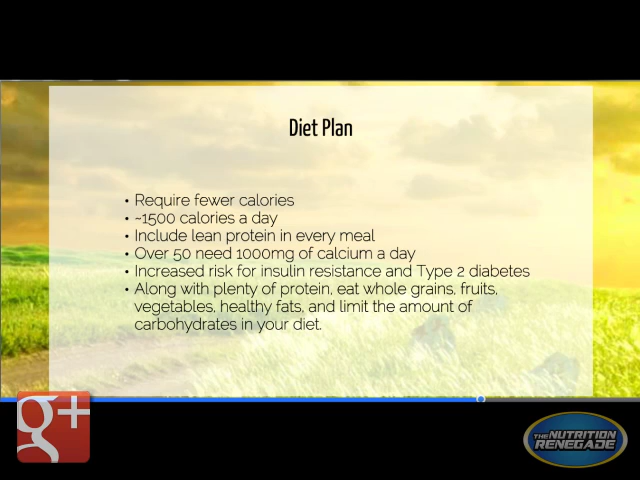 Diet Plan
• Require fewer calories
• ~1500 calories a day
• Include lean protein in every meal
• Over 50 need 1000mg of calcium a day
• Increased risk for insulin resistance and Type 2 diabetes
• Along with plenty of protein, eat whole grains, fruits,
vegetables, healthy fats, and limit the amount of
carbohydrates in your diet.
g+
THE NUTRITION
RENEGADE